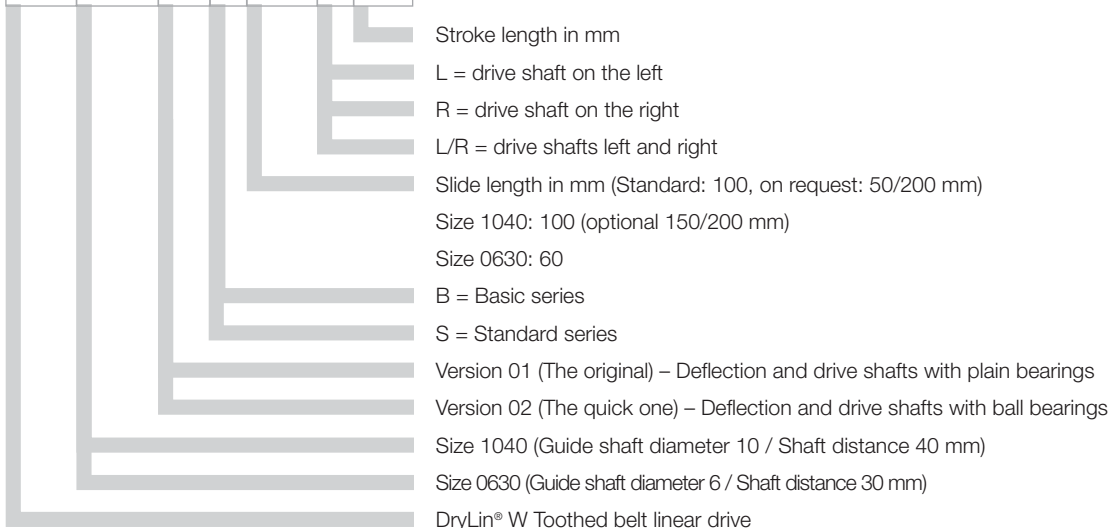 Stroke length in mm
L = drive shaft on the left
R = drive shaft on the right
L/R = drive shafts left and right
Slide length in mm (Standard: 100, on request: 50/200 mm)
Size 1040: 100 (optional 150/200 mm)
Size 0630: 60
B = Basic series
S = Standard series
Version 01 (The original) – Deflection and drive shafts with plain bearings
Version 02 (The quick one) – Deflection and drive shafts with ball bearings
Size 1040 (Guide shaft diameter 10 / Shaft distance 40 mm)
Size 0630 (Guide shaft diameter 6 / Shaft distance 30 mm)
DryLin® W Toothed belt linear drive